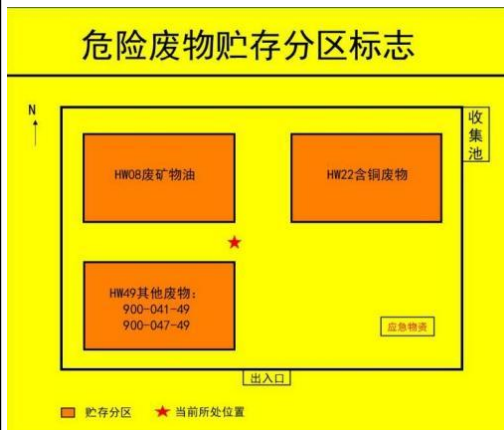 危险废物贮存分区标志
N
收集池
HW08废矿物油
HW22含铜废物
HW49其他废物：
900-041-49
900-047-49
应急物资
出入口
贮存分区
当前所处位置